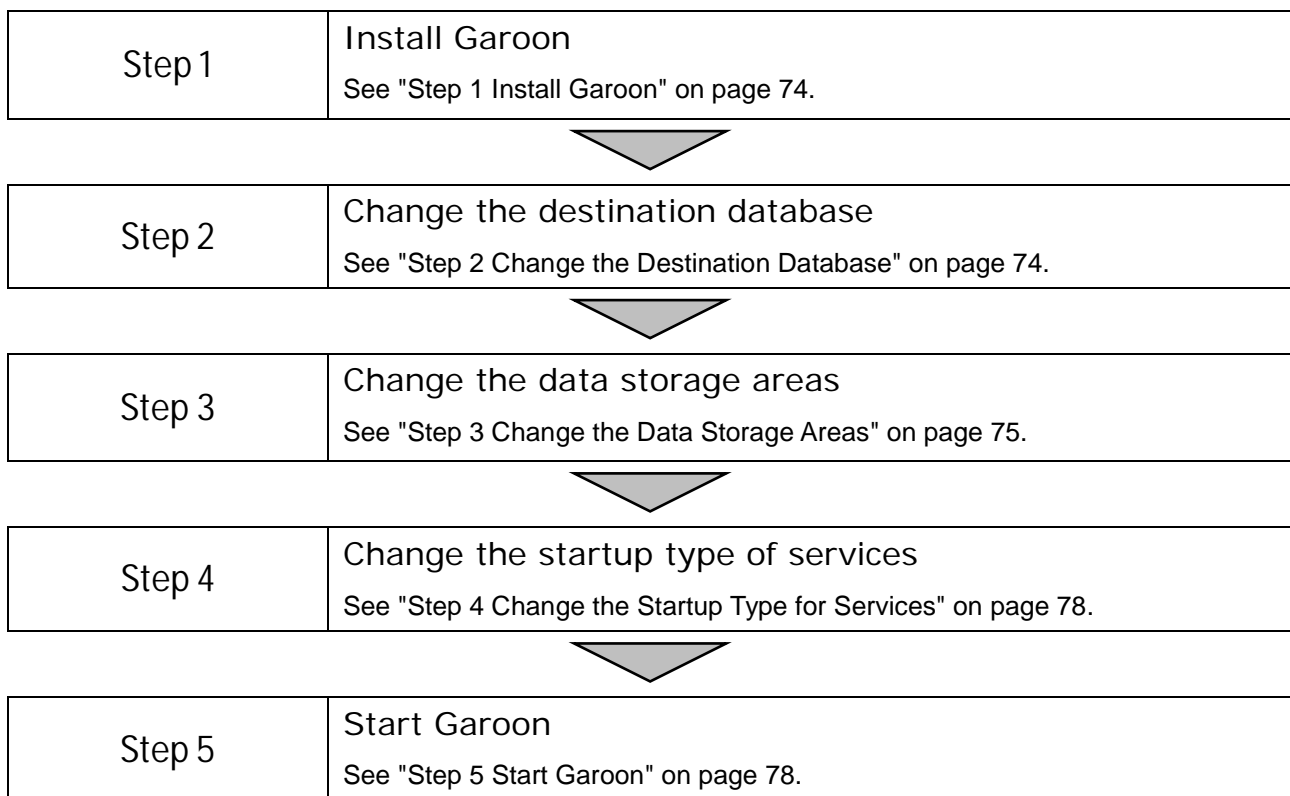 Step 1
Install Garoon
See "Step 1 Install Garoon" on page 74.
Step 2
Change the destination database
See "Step 2 Change the Destination Database" on page 74.
Step 3
Change the data storage areas
See "Step 3 Change the Data Storage Areas" on page 75.
Step 4
Change the startup type of services
See "Step 4 Change the Startup Type for Services" on page 78.
Step 5
Start Garoon
See "Step 5 Start Garoon" on page 78.